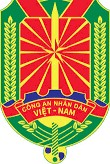 CÔNG AN NHÂN DÂN
VIỆT - NAM